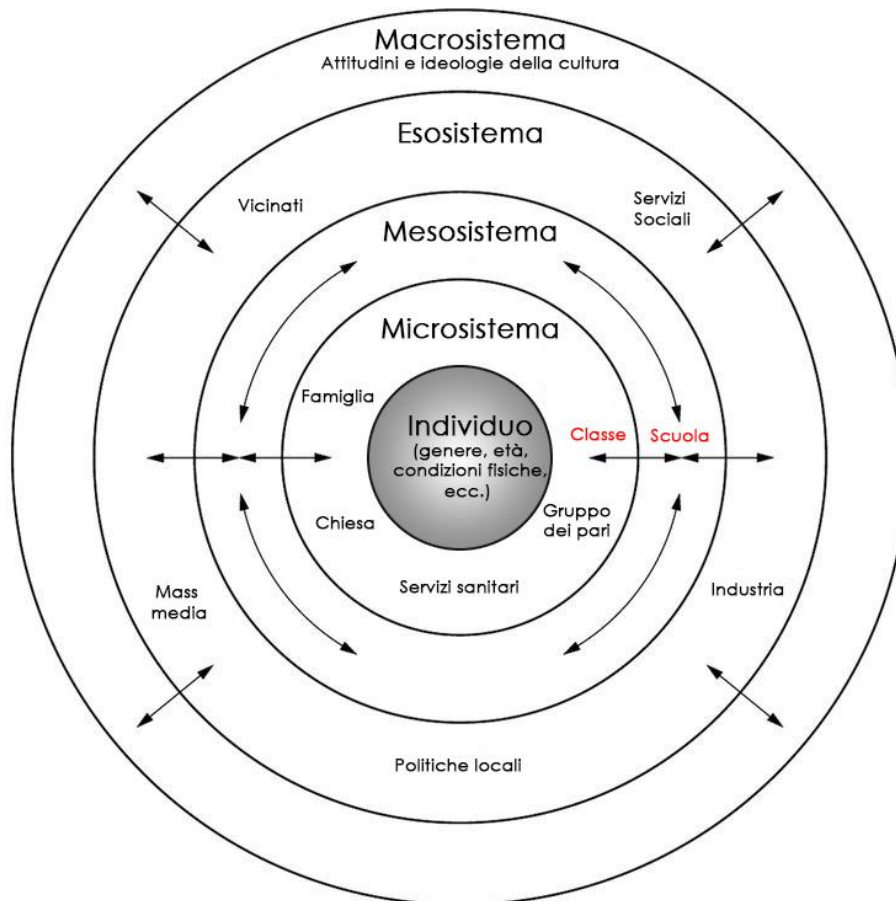 Macrosistema
Attitudini e ideologie della cultura
Esosistema
Vicinati
Servizi
Sociali
Mesosistema
Microsistema
Famiglia
Individuo
(genere, età,
condizioni fisiche,
ecc.)
Classe
Scuola
Chiesa
Gruppo
dei pari
Servizi sanitari
Mass
media
Industria
Politiche locali